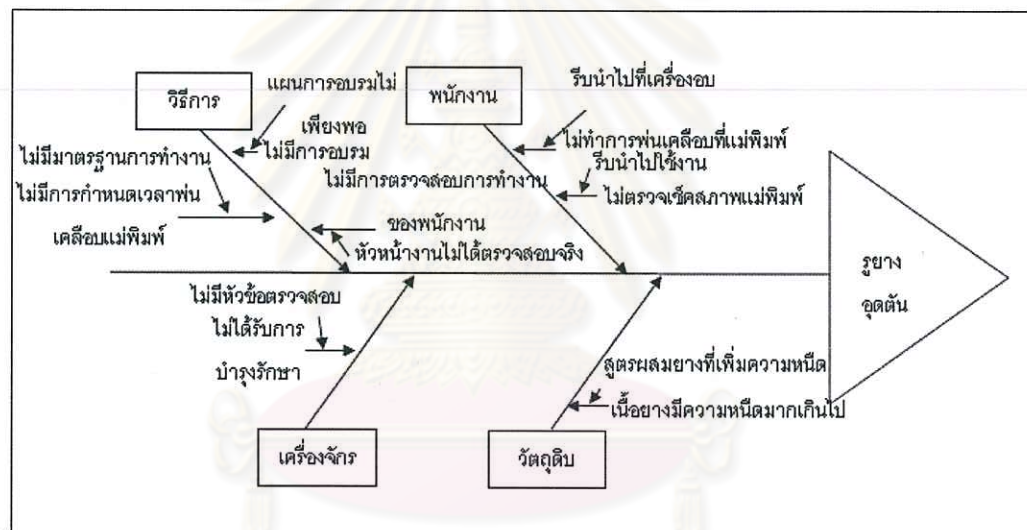 แผนการอบรมไม่
เพียงพอ
วิธีการ
ไม่มีการอบรม
ไม่มีมาตรฐานการทำงาน
ไม่มีการกำหนดเวลาพ่น
เคลือบแม่พิมพ์
ไม่มีการตรวจสอบการทำงาน
ของพนักงาน
หัวหน้างานไม่ได้ตรวจสอบจริง
พนักงาน
รีบนำไปที่เครื่องอบ
ไม่ทำการพ่นเคลือบที่แม่พิมพ์
รีบนำไปใช้งาน
ไม่ตรวจเช็คสภาพแม่พิมพ์
รูยาง
อุดตัน
ไม่มีหัวข้อตรวจสอบ
ไม่ได้รับการ
บำรุงรักษา
เครื่องจักร
สูตรผสมยางที่เพิ่มความหนืด
เนื้อยางมีความหนืดมากเกินไป
วัตถุดิบ